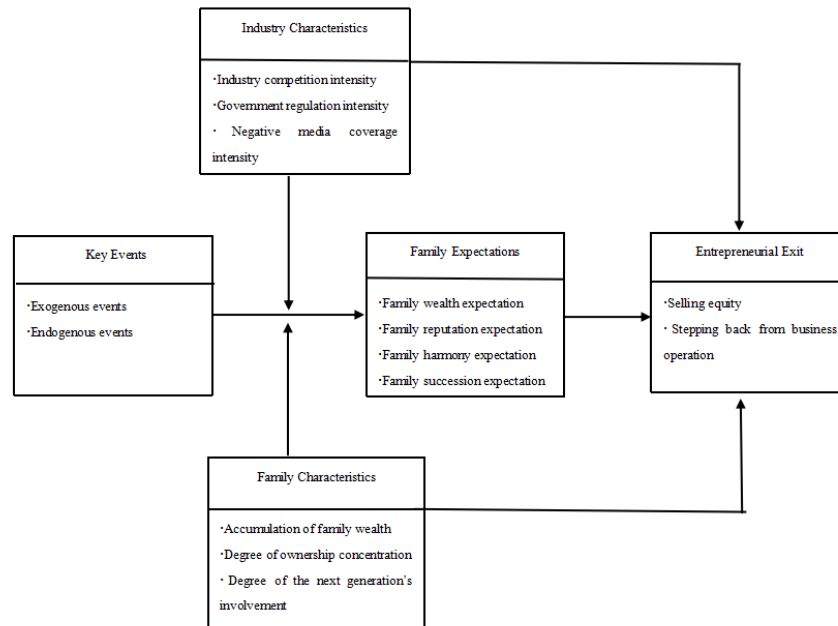 Industry Characteristics
·Industry competition intensity
·Government regulation intensity
· Negative media coverage
intensity
Key Events
·Exogenous events
·Endogenous events
Family Expectations
·Family wealth expectation
·Family reputation expectation
·Family harmony expectation
·Family succession expectation
Entrepreneurial Exit
·Selling equity
· Stepping back from business
operation
Family Characteristics
·Accumulation of family wealth
·Degree of ownership concentration
· Degree of the next generation's
involvement